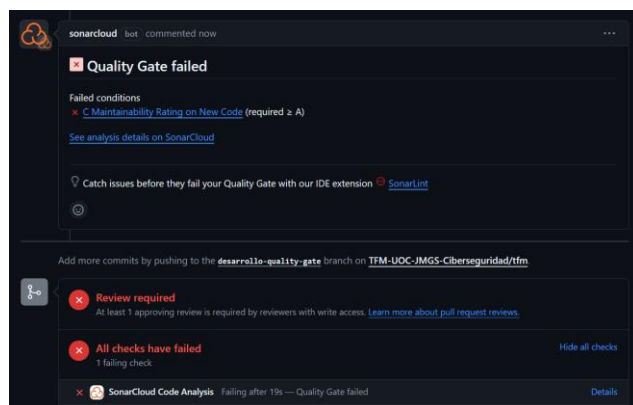 sonarcloud bot commented now
Quality Gate failed
Failed conditions
C Maintainability Rating on New Code (required ≥ A)
See analysis details on SonarCloud
Catch issues before they fail your Quality Gate with our IDE extension SonarLint
Add more commits by pushing to the desarrollo-quality-gate branch on TFM-UOC-JMGS-Ciberseguridad/tfm.
Review required
At least 1 approving review is required by reviewers with write access. Learn more about pull request reviews.
All checks have failed Hide all checks
1 failing check
SonarCloud Code Analysis Failing after 19s — Quality Gate failed Details